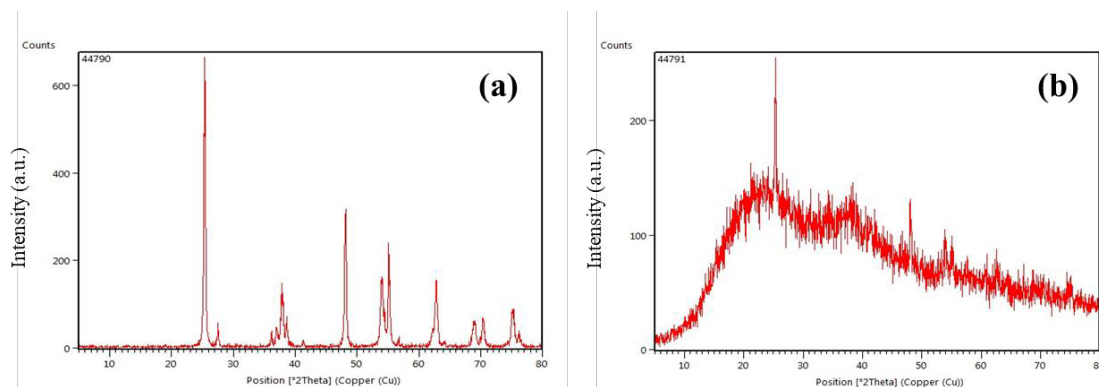 Counts
44790
(a)
600
400
200
0
10 20 30 40 50 60 70 80
Position [°2Theta] (Copper (Cu))
Intensity (a.u.)
Counts
44791
(b)
200
100
0
10 20 30 40 50 60 70 80
Position [°2Theta] (Copper (Cu))
Intensity (a.u.)